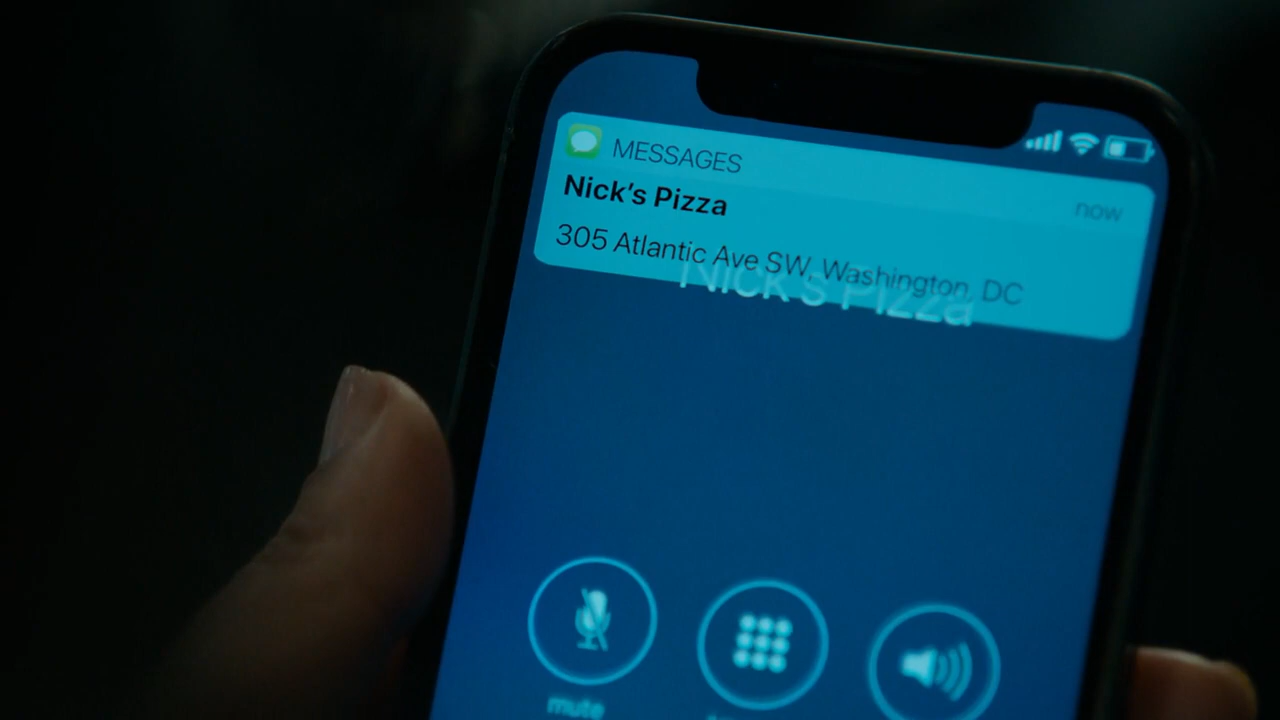 MESSAGES
now
Nick's Pizza
305 Atlantic Ave SW, Washington, DC
Nick's Pizza
mute